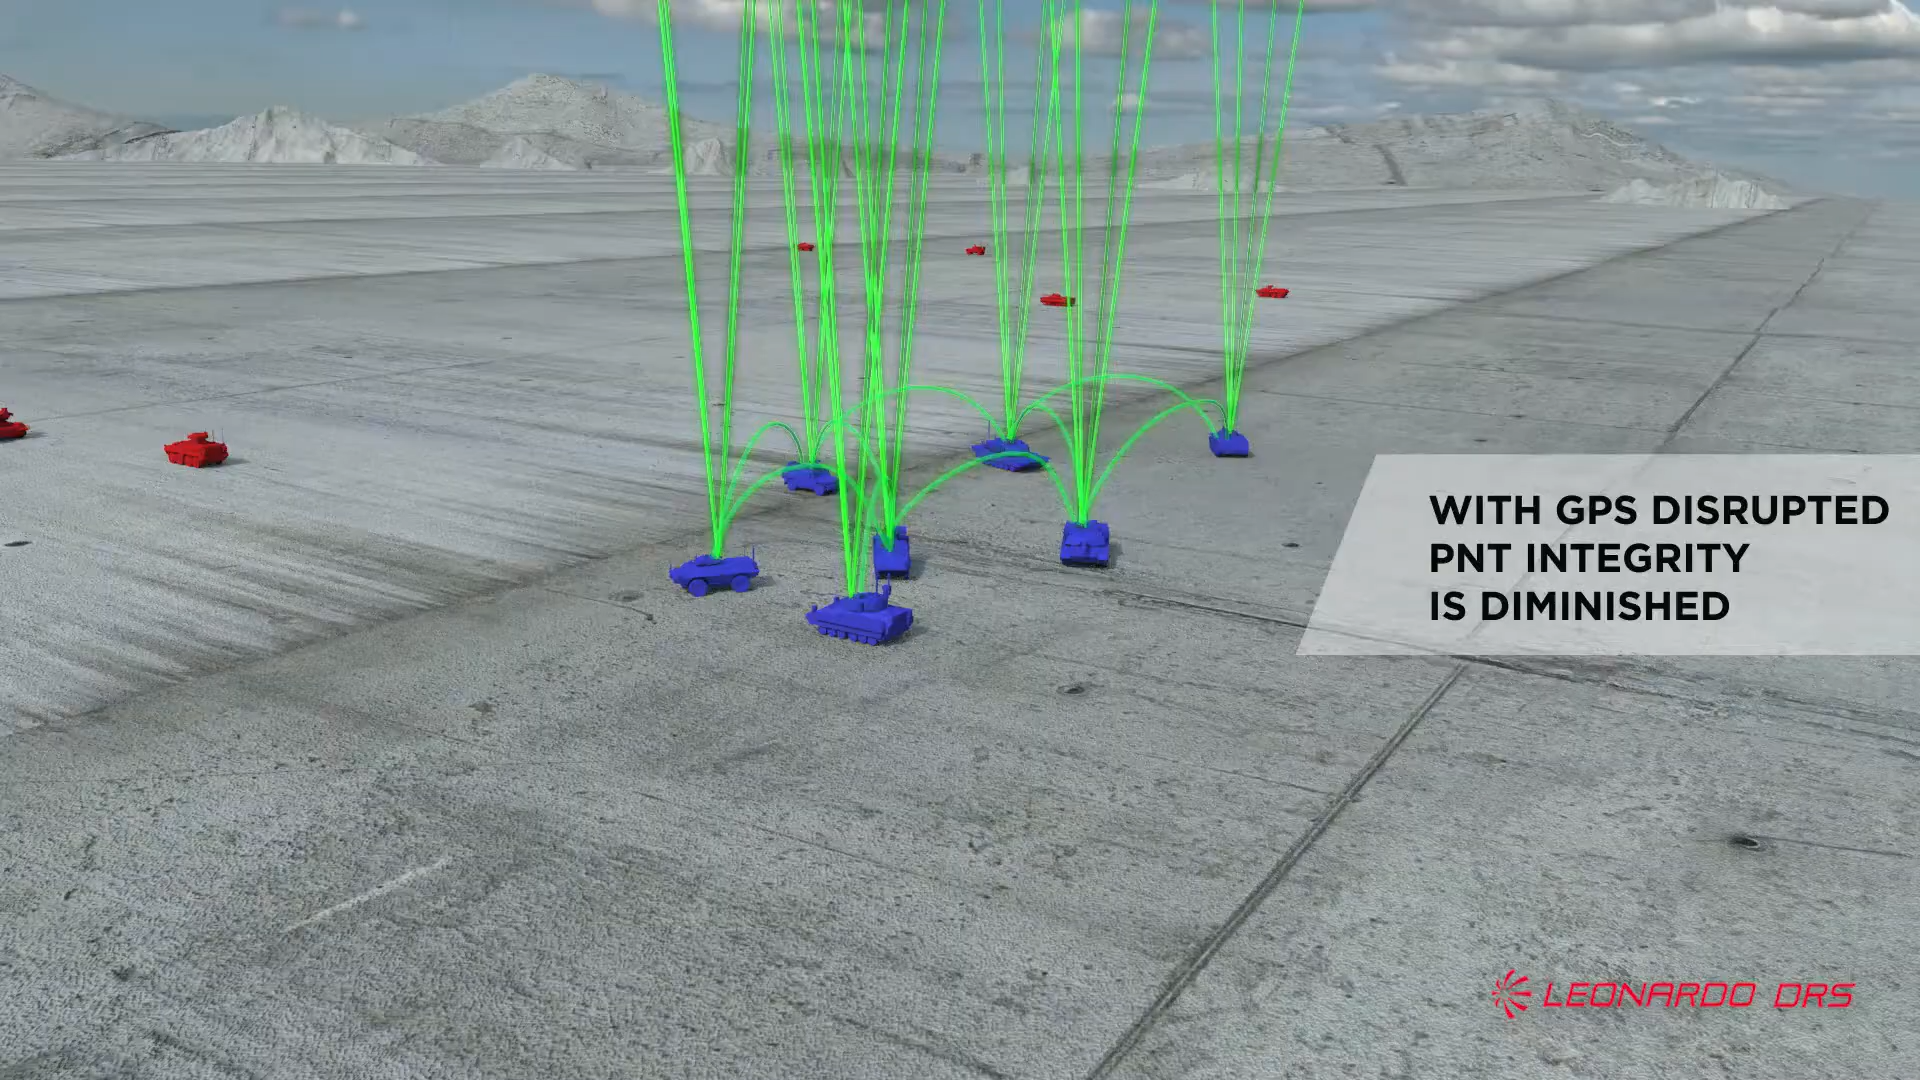 WITH GPS DISRUPTED
PNT INTEGRITY
IS DIMINISHED
LEONARDO DRS